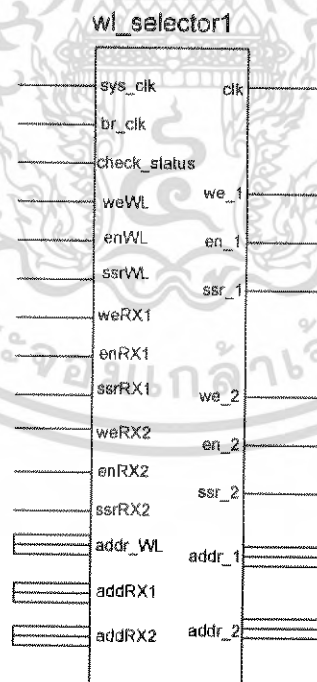 wl_selector1
sys_clk clk
br_clk
check_status
weWL we_1
enWL en_1
ssrWL ssr_1
weRX1
enRX1
ssrRX1 we_2
weRX2 en_2
enRX2
ssrRX2 ssr_2
addr_WL addr_1
addRX1
addRX2 addr_2